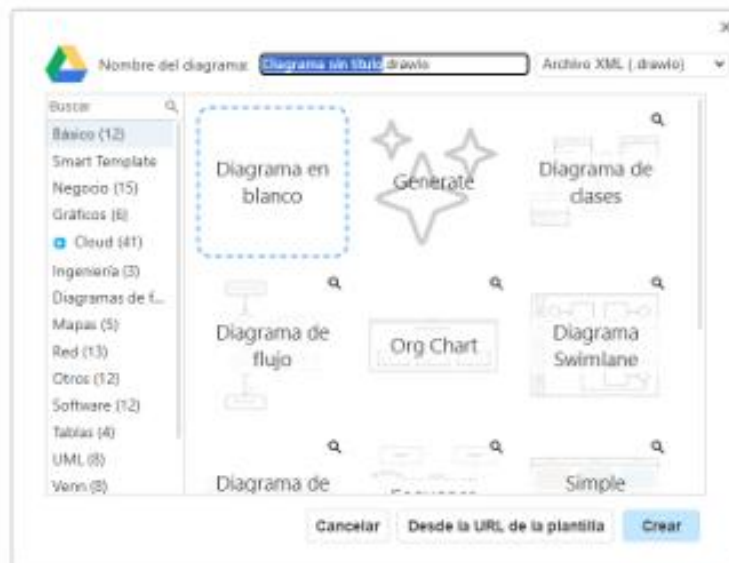 Nombre del diagrama:
Diagrama sin título.drawio
Archivo XML (.drawio)
Buscar
Básico (12)
Smart Template
Negocio (15)
Gráficos (6)
Cloud (41)
Ingeniería (3)
Diagramas de f...
Mapas (5)
Red (13)
Otros (12)
Software (12)
Tablas (4)
UML (8)
Venn (8)
Diagrama en
blanco
Generate
Diagrama de
clases
Diagrama de
flujo
Org Chart
Diagrama
Swimlane
Diagrama de
Simple
Cancelar
Desde la URL de la plantilla
Crear